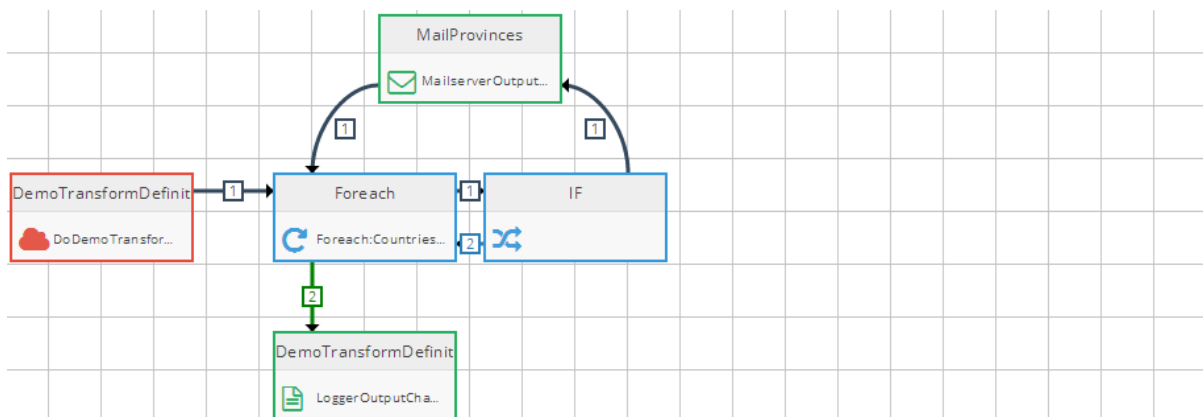 MailProvinces
MailserverOutput...
1
1
DemoTransformDefinit
DoDemoTransfor...
1
Foreach
Foreach:Countries...
1
2
IF
2
DemoTransformDefinit
LoggerOutputCha...